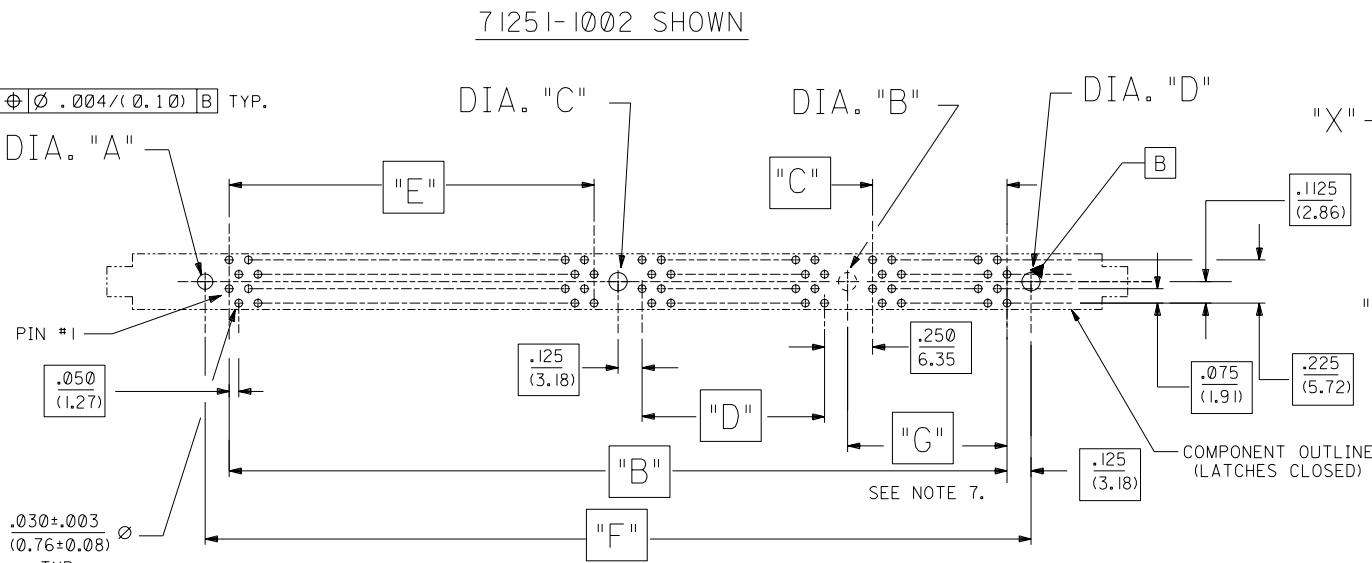 71251-1002 SHOWN
⌖ Ø .004/(0.10) B TYP.
DIA. "A"
DIA. "C"
DIA. "B"
DIA. "D"
"X"
"E"
"C"
B
.1125
(2.86)
PIN #1
.050
(1.27)
.125
(3.18)
.250
6.35
.075
(1.91)
.225
(5.72)
"D"
"G"
"B"
SEE NOTE 7.
.125
(3.18)
COMPONENT OUTLINE
(LATCHES CLOSED)
.030±.003
(0.76±0.08) Ø
"F"